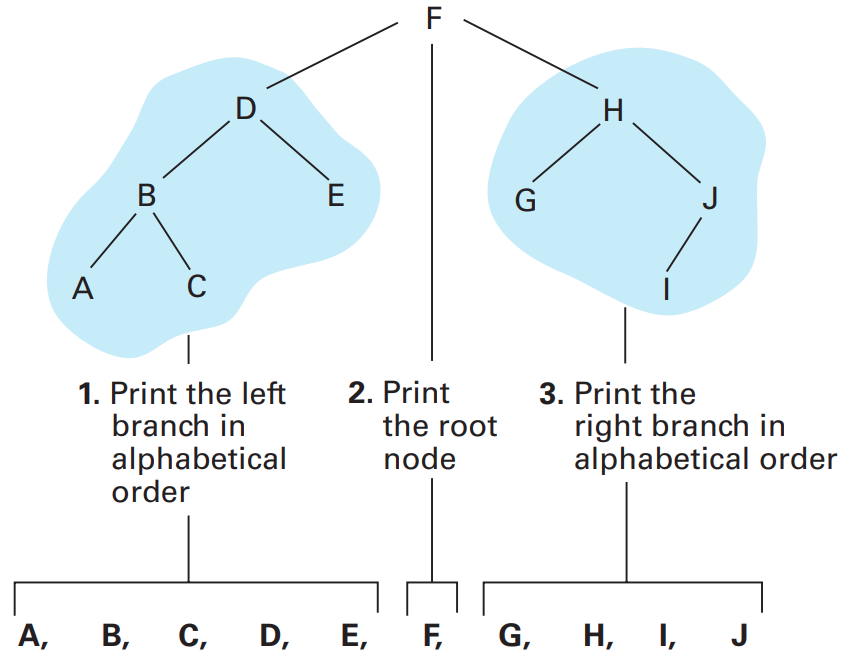 F
D
H
B
E
G
J
A
C
I
1. Print the left
branch in
alphabetical
order
2. Print
the root
node
3. Print the
right branch in
alphabetical order
A, B, C, D, E, F, G, H, I, J